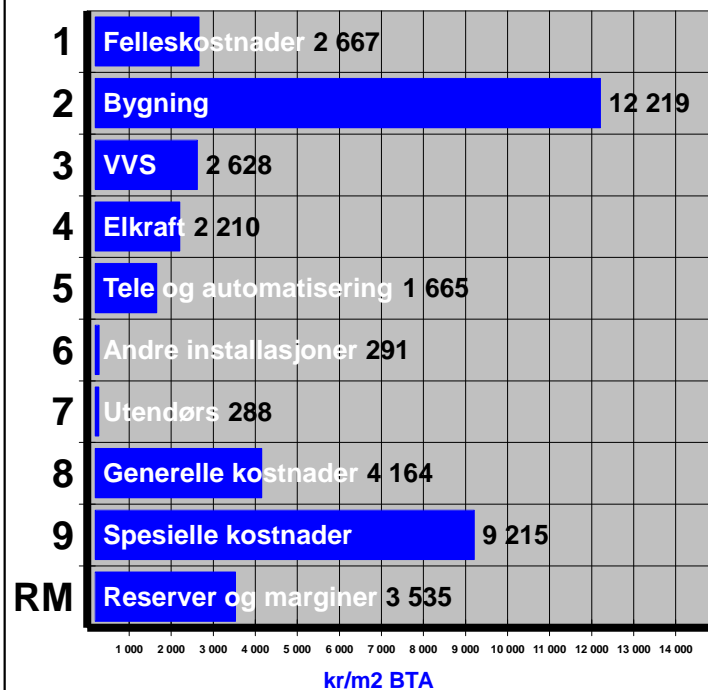 1 Felleskostnader 2 667
2 Bygning 12 219
3 VVS 2 628
4 Elkraft 2 210
5 Tele og automatisering 1 665
6 Andre installasjoner 291
7 Utendørs 288
8 Generelle kostnader 4 164
9 Spesielle kostnader 9 215
RM Reserver og marginer 3 535
1 000 2 000 3 000 4 000 5 000 6 000 7 000 8 000 9 000 10 000 11 000 12 000 13 000 14 000
kr/m2 BTA